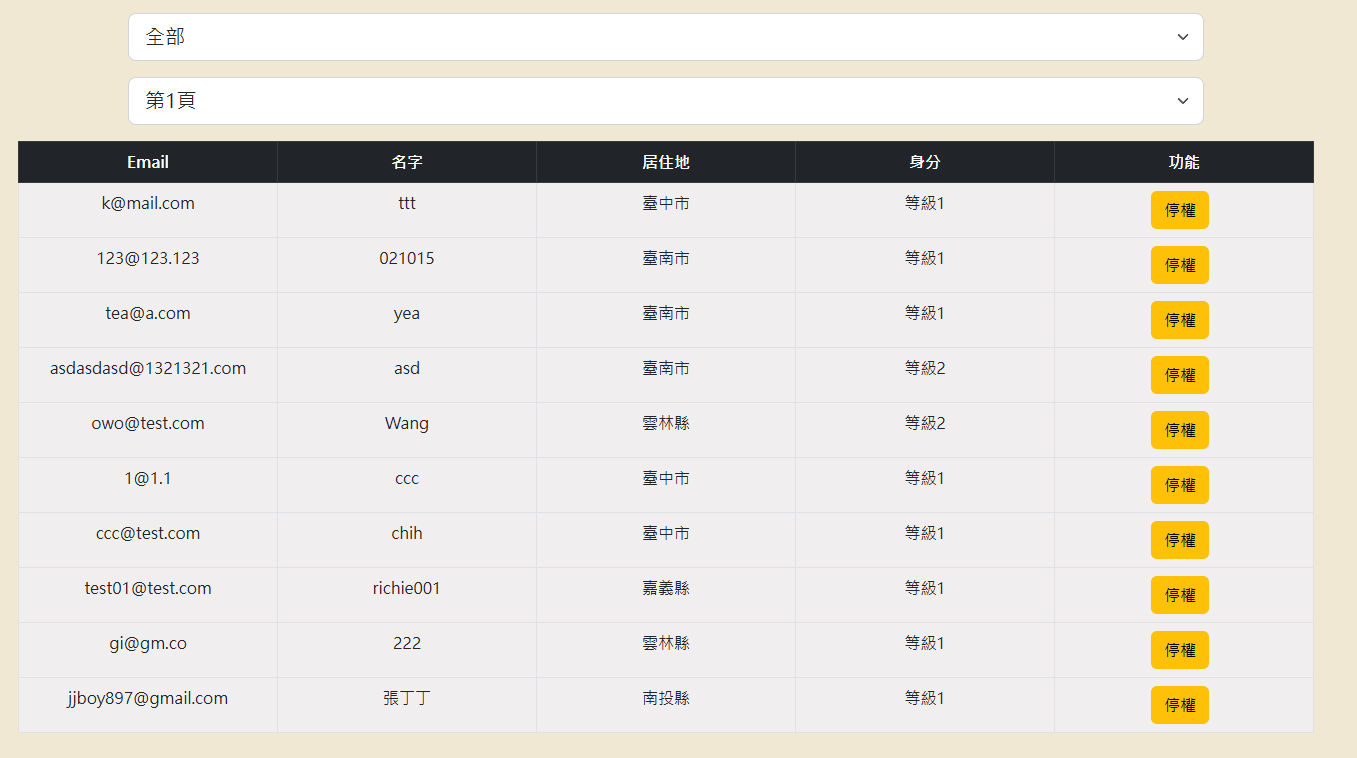 全部
第1頁
Email 名字 居住地 身分 功能
k@mail.com ttt 臺中市 等級1 停權
123@123.123 021015 臺南市 等級1 停權
tea@a.com yea 臺南市 等級1 停權
asdasdasd@1321321.com asd 臺南市 等級2 停權
owo@test.com Wang 雲林縣 等級2 停權
1@1.1 ccc 臺中市 等級1 停權
ccc@test.com chih 臺中市 等級1 停權
test01@test.com richie001 嘉義縣 等級1 停權
gi@gm.co 222 雲林縣 等級1 停權
jjboy897@gmail.com 張丁丁 南投縣 等級1 停權